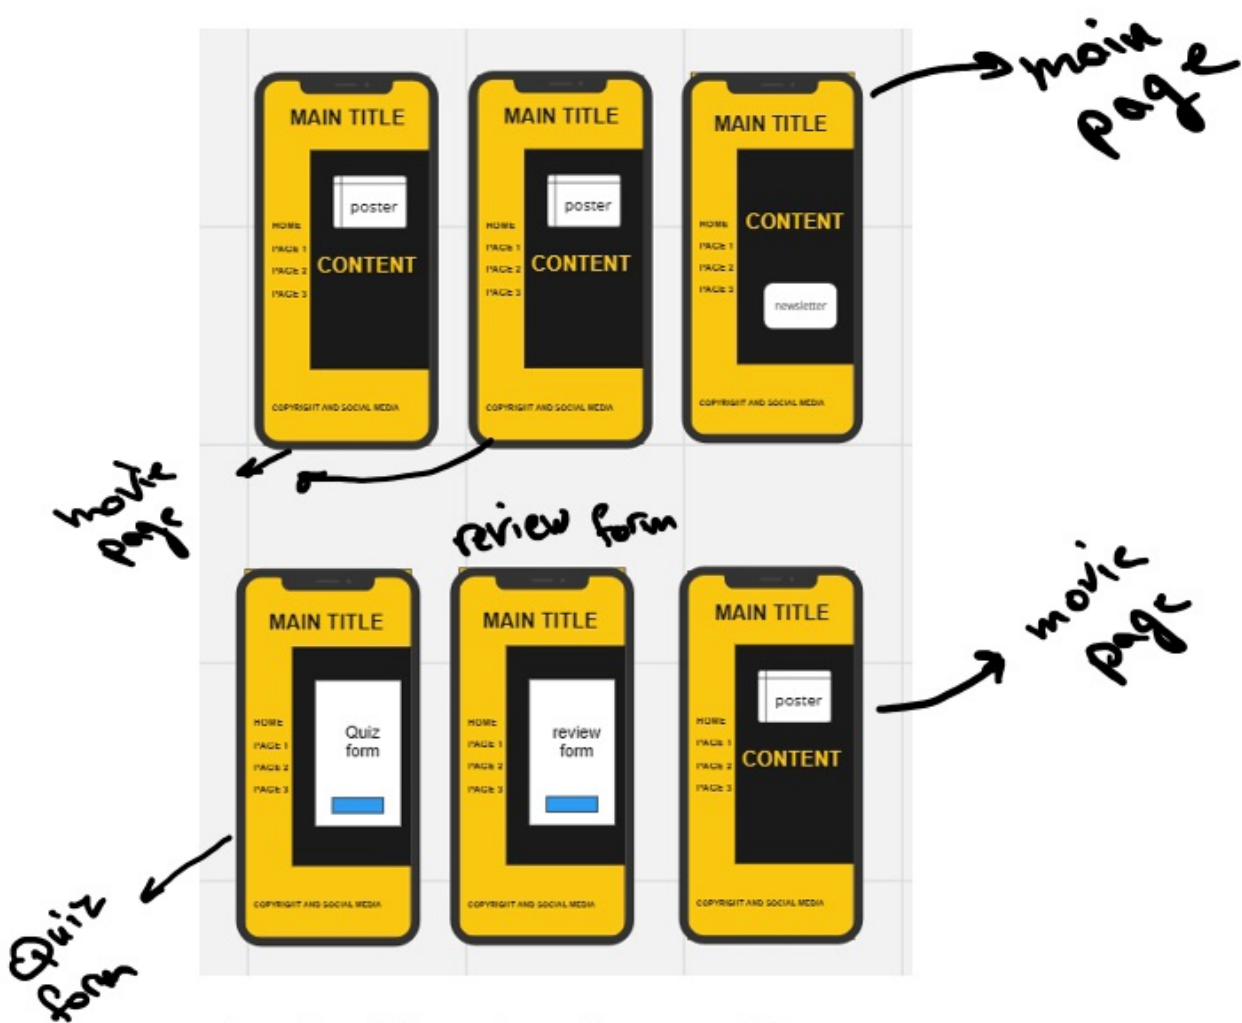 main
page
MAIN TITLE
poster
HOME
PAGE 1
PAGE 2
PAGE 3
CONTENT
COPYRIGHT AND SOCIAL MEDIA
MAIN TITLE
poster
HOME
PAGE 1
PAGE 2
PAGE 3
CONTENT
COPYRIGHT AND SOCIAL MEDIA
MAIN TITLE
HOME
PAGE 1
PAGE 2
PAGE 3
CONTENT
newsletter
COPYRIGHT AND SOCIAL MEDIA
movie
page
review form
MAIN TITLE
HOME
PAGE 1
PAGE 2
PAGE 3
Quiz
form
COPYRIGHT AND SOCIAL MEDIA
MAIN TITLE
HOME
PAGE 1
PAGE 2
PAGE 3
review
form
COPYRIGHT AND SOCIAL MEDIA
MAIN TITLE
poster
HOME
PAGE 1
PAGE 2
PAGE 3
CONTENT
COPYRIGHT AND SOCIAL MEDIA
movie
page
Quiz
form